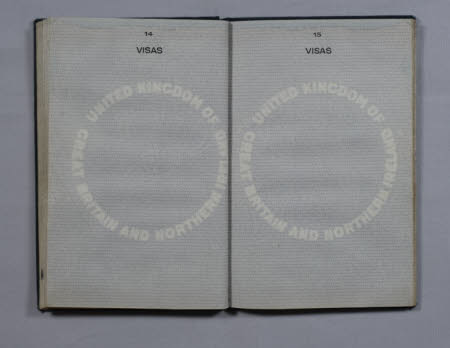 14
VISAS
UNITED KINGDOM OF GREAT BRITAIN AND NORTHERN IRELAND
15
VISAS
UNITED KINGDOM OF GREAT BRITAIN AND NORTHERN IRELAND